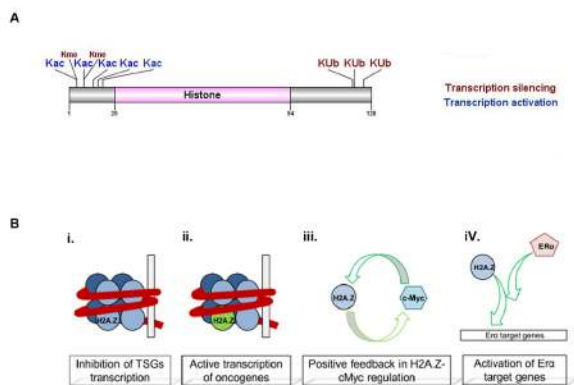 A
Kme Kme
Kac Kac Kac Kac Kac
KUb KUb KUb
Histone
1 94 128
Transcription silencing
Transcription activation
B
i. ii. iii. iV.
H2A.Z
H2A.Z
H2A.Z
c-Myc
H2A.Z
ERα
Erα target genes
Inhibition of TSGs
transcription
Active transcription
of oncogenes
Positive feedback in H2A.Z-
cMyc regulation
Activation of Erα
target genes